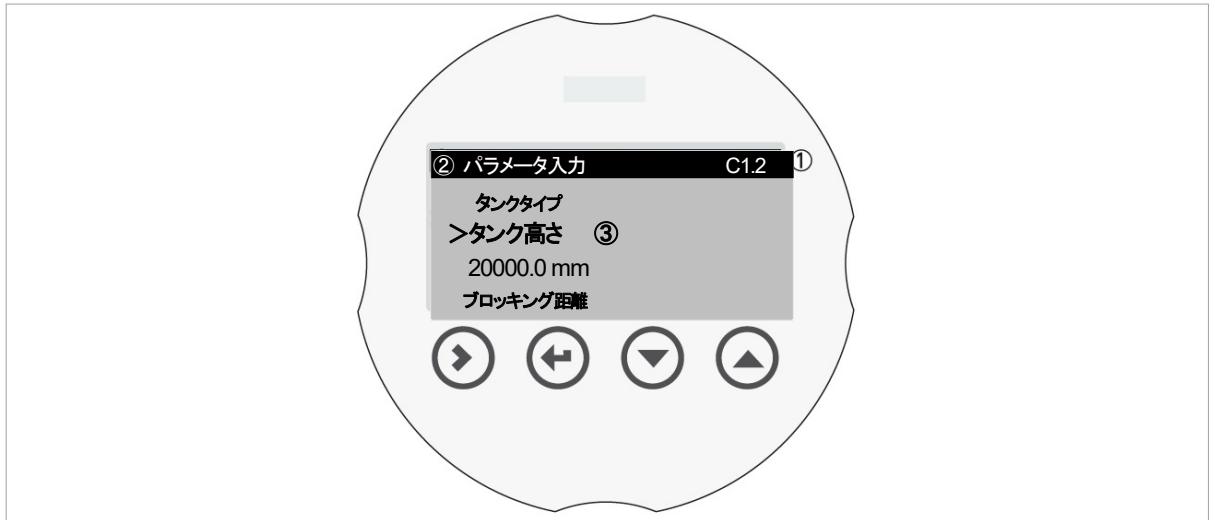 ② パラメータ入力 C1.2 ①
タンクタイプ
＞タンク高さ ③
20000.0 mm
ブロッキング距離